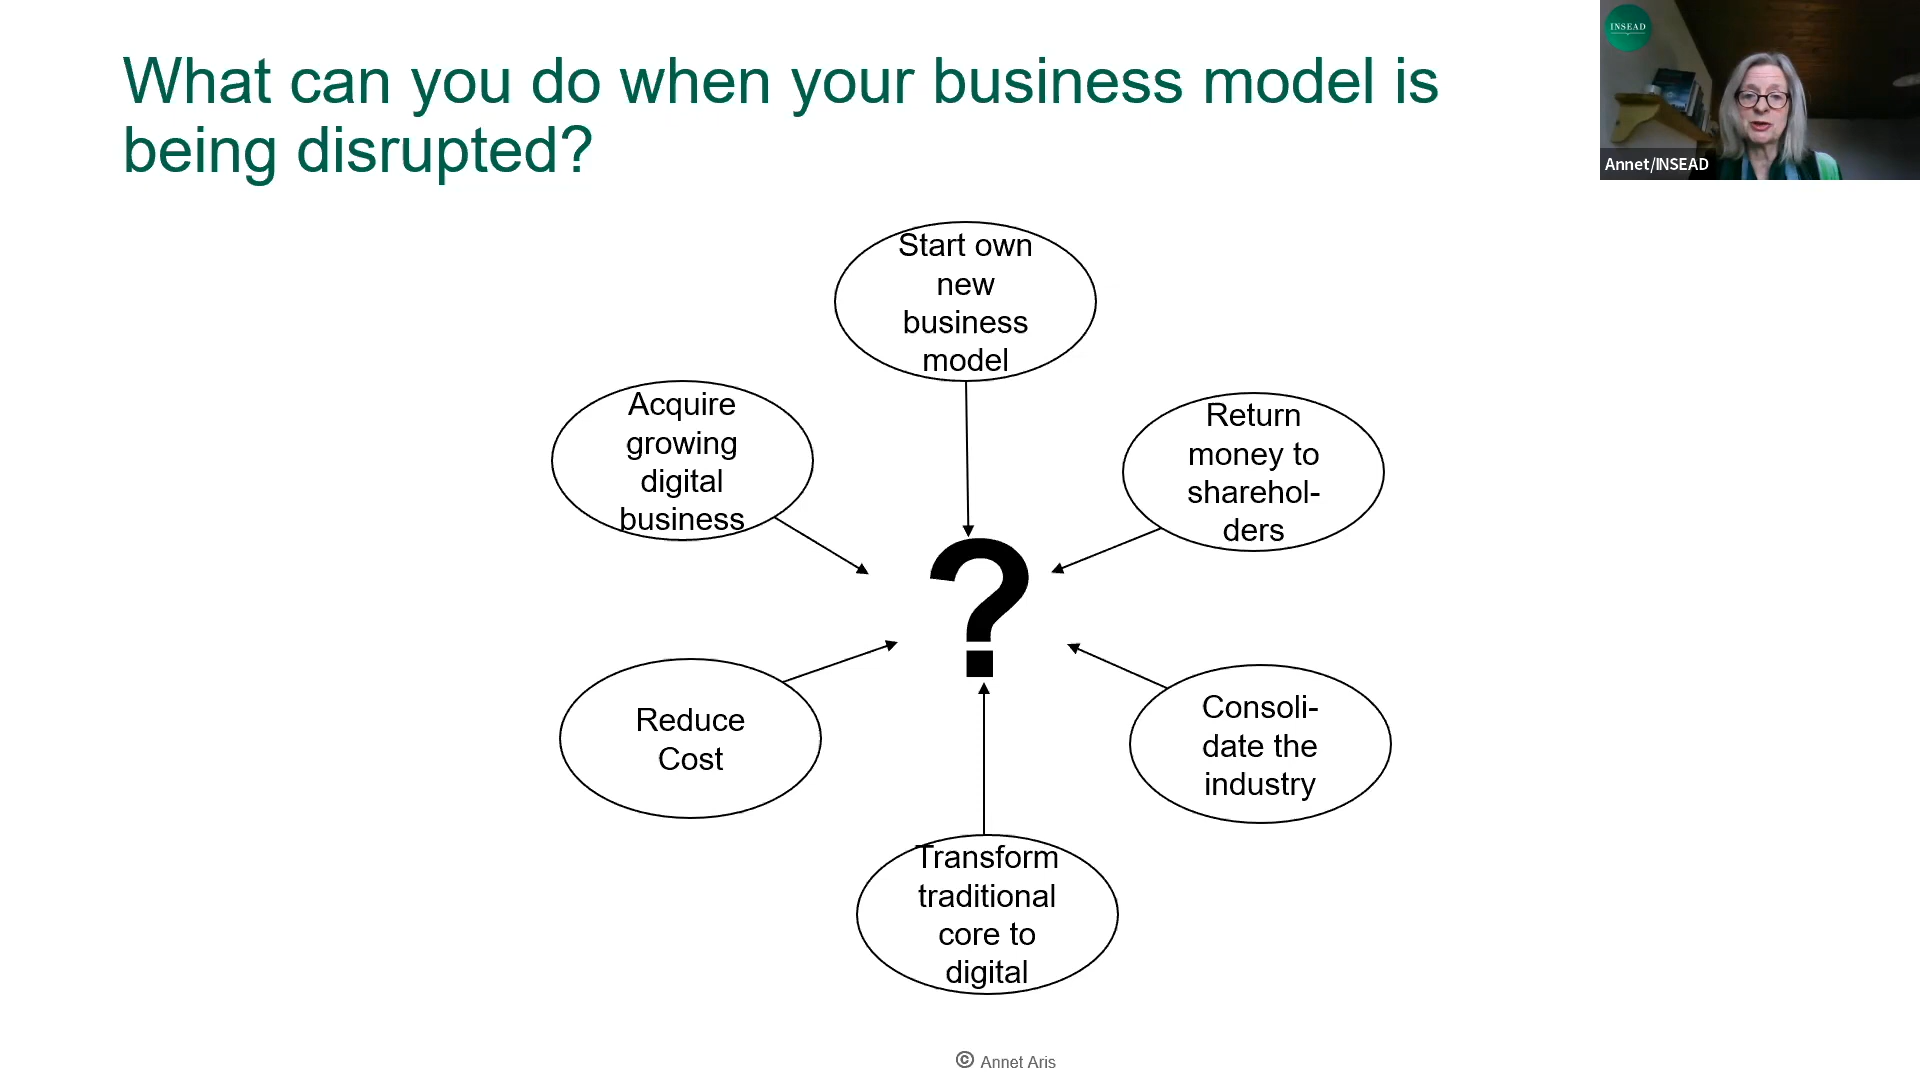 What can you do when your business model is
being disrupted?
INSEAD
Annet/INSEAD
Start own
new
business
model
Acquire
growing
digital
business
Return
money to
sharehol-
ders
?
Reduce
Cost
Consoli-
date the
industry
Transform
traditional
core to
digital
© Annet Aris